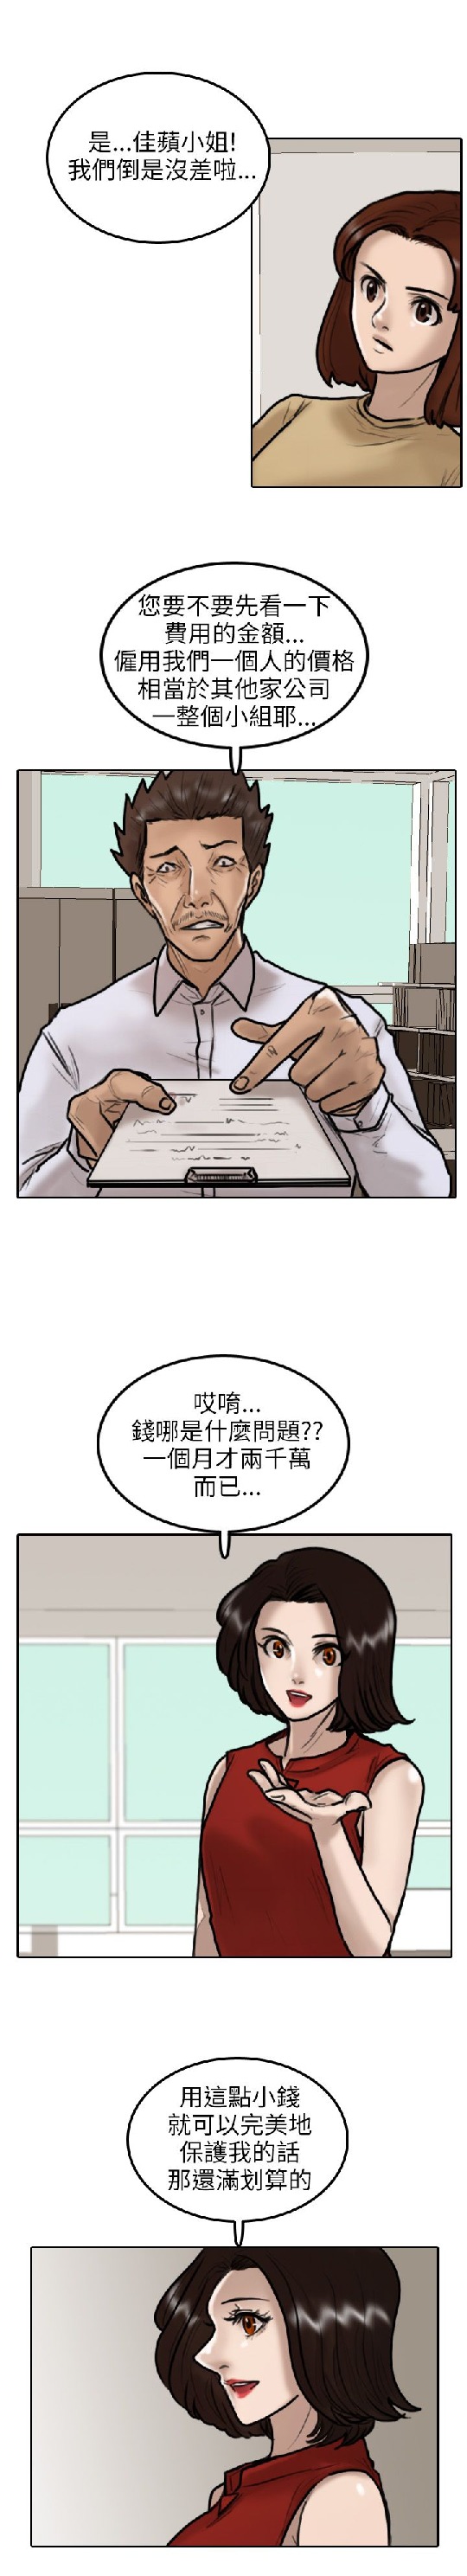 是...佳蘋小姐!
我們倒是沒差啦...
您要不要先看一下
費用的金額...
僱用我們一個人的價格
相當於其他家公司
一整個小組耶...
哎唷...
錢哪是什麼問題??
一個月才兩千萬
而已...
用這點小錢
就可以完美地
保護我的話
那還滿划算的